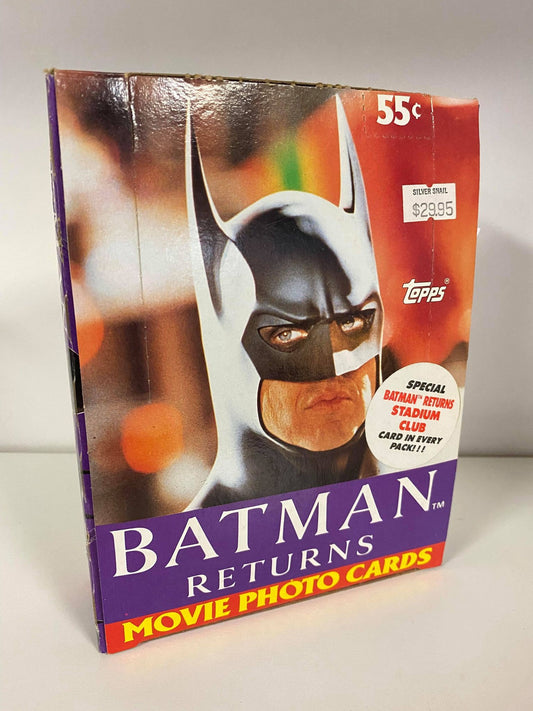 55¢
SILVER SNAIL
$29.95
topps®
SPECIAL
BATMAN™ RETURNS
STADIUM
CLUB
CARD IN EVERY
PACK!!!
BATMAN™
RETURNS
MOVIE PHOTO CARDS